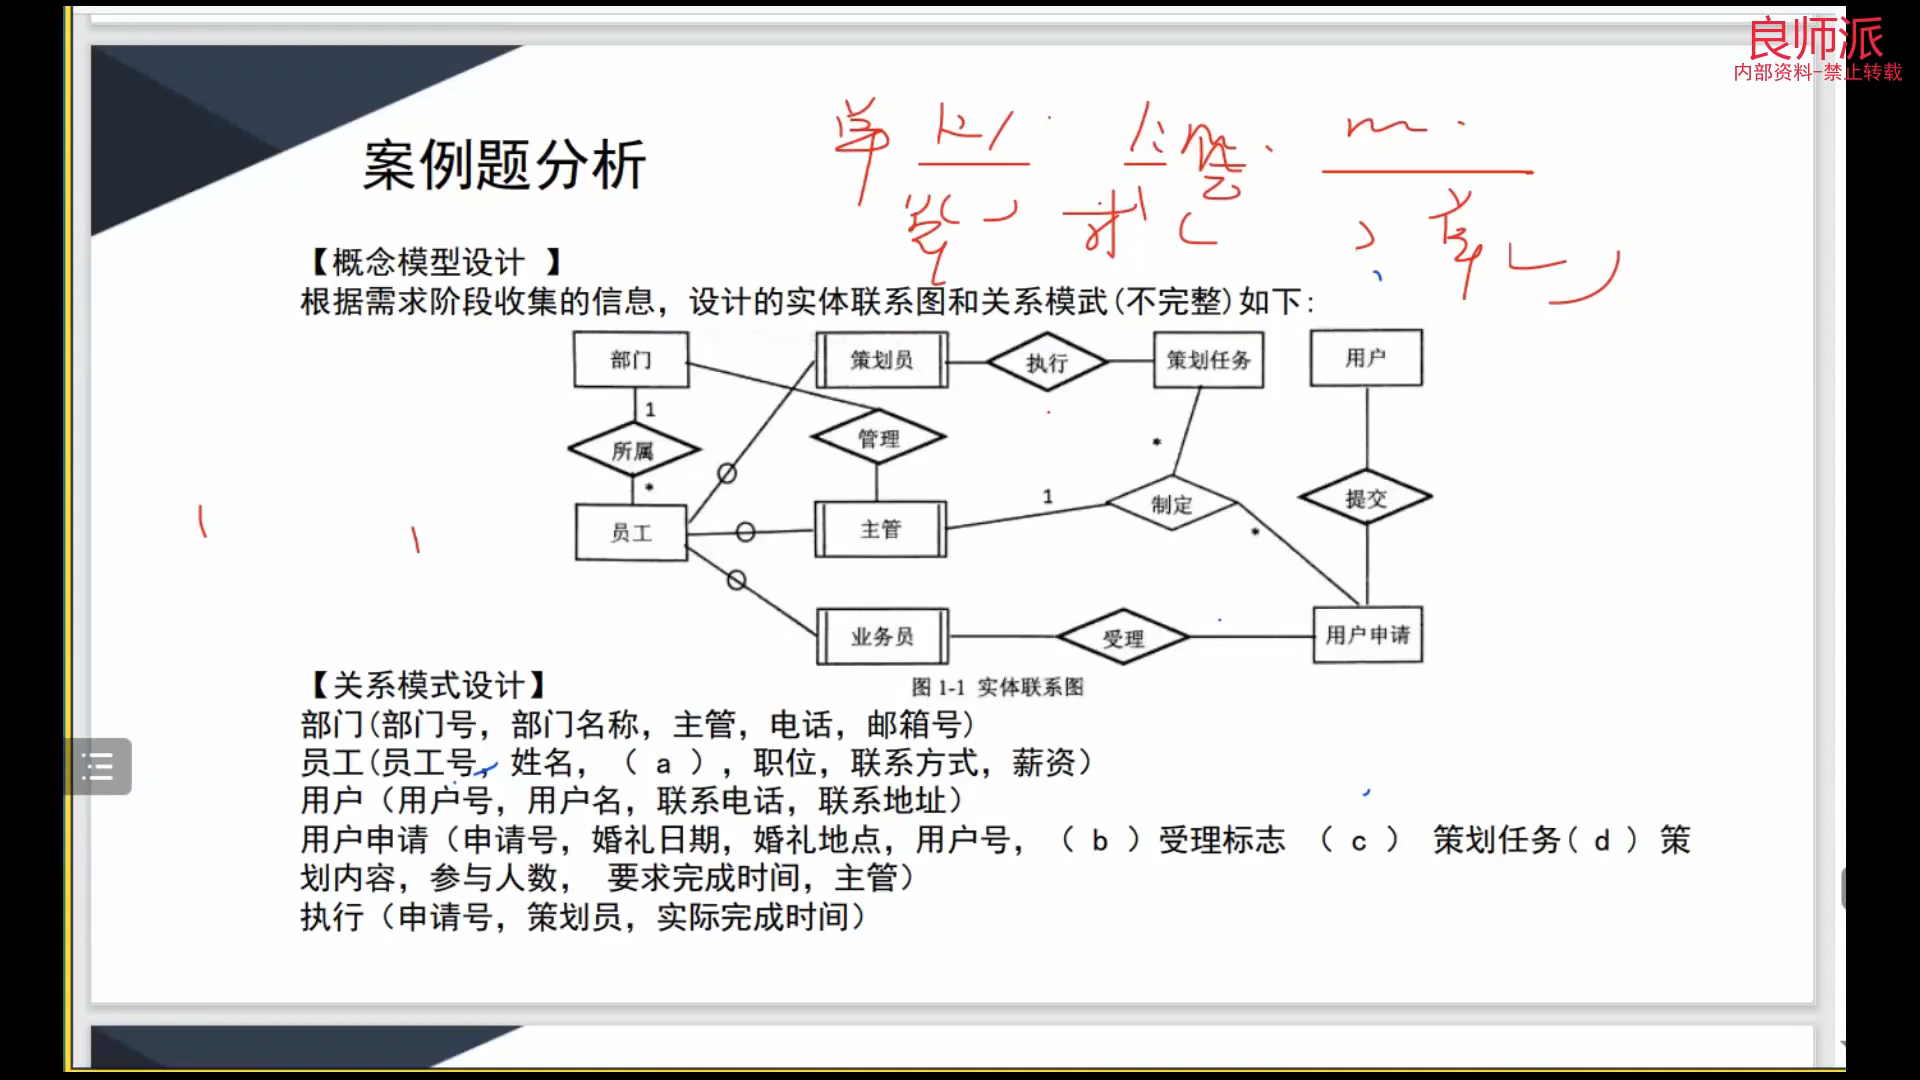 良师派
内部资料-禁止转载
案例题分析
【概念模型设计 】
根据需求阶段收集的信息，设计的实体联系图和关系模武(不完整)如下:
部门
策划员
执行
策划任务
用户
1
管理
所属
*
*
员工
主管
1
制定
提交
*
业务员
受理
用户申请
图 1-1 实体联系图
【关系模式设计】
部门(部门号，部门名称，主管，电话，邮箱号)
员工(员工号，姓名，（ a ），职位，联系方式，薪资）
用户（用户号，用户名，联系电话，联系地址）
用户申请（申请号，婚礼日期，婚礼地点，用户号，（ b ）受理标志 （ c ） 策划任务( d ) 策
划内容，参与人数， 要求完成时间，主管）
执行（申请号，策划员，实际完成时间）